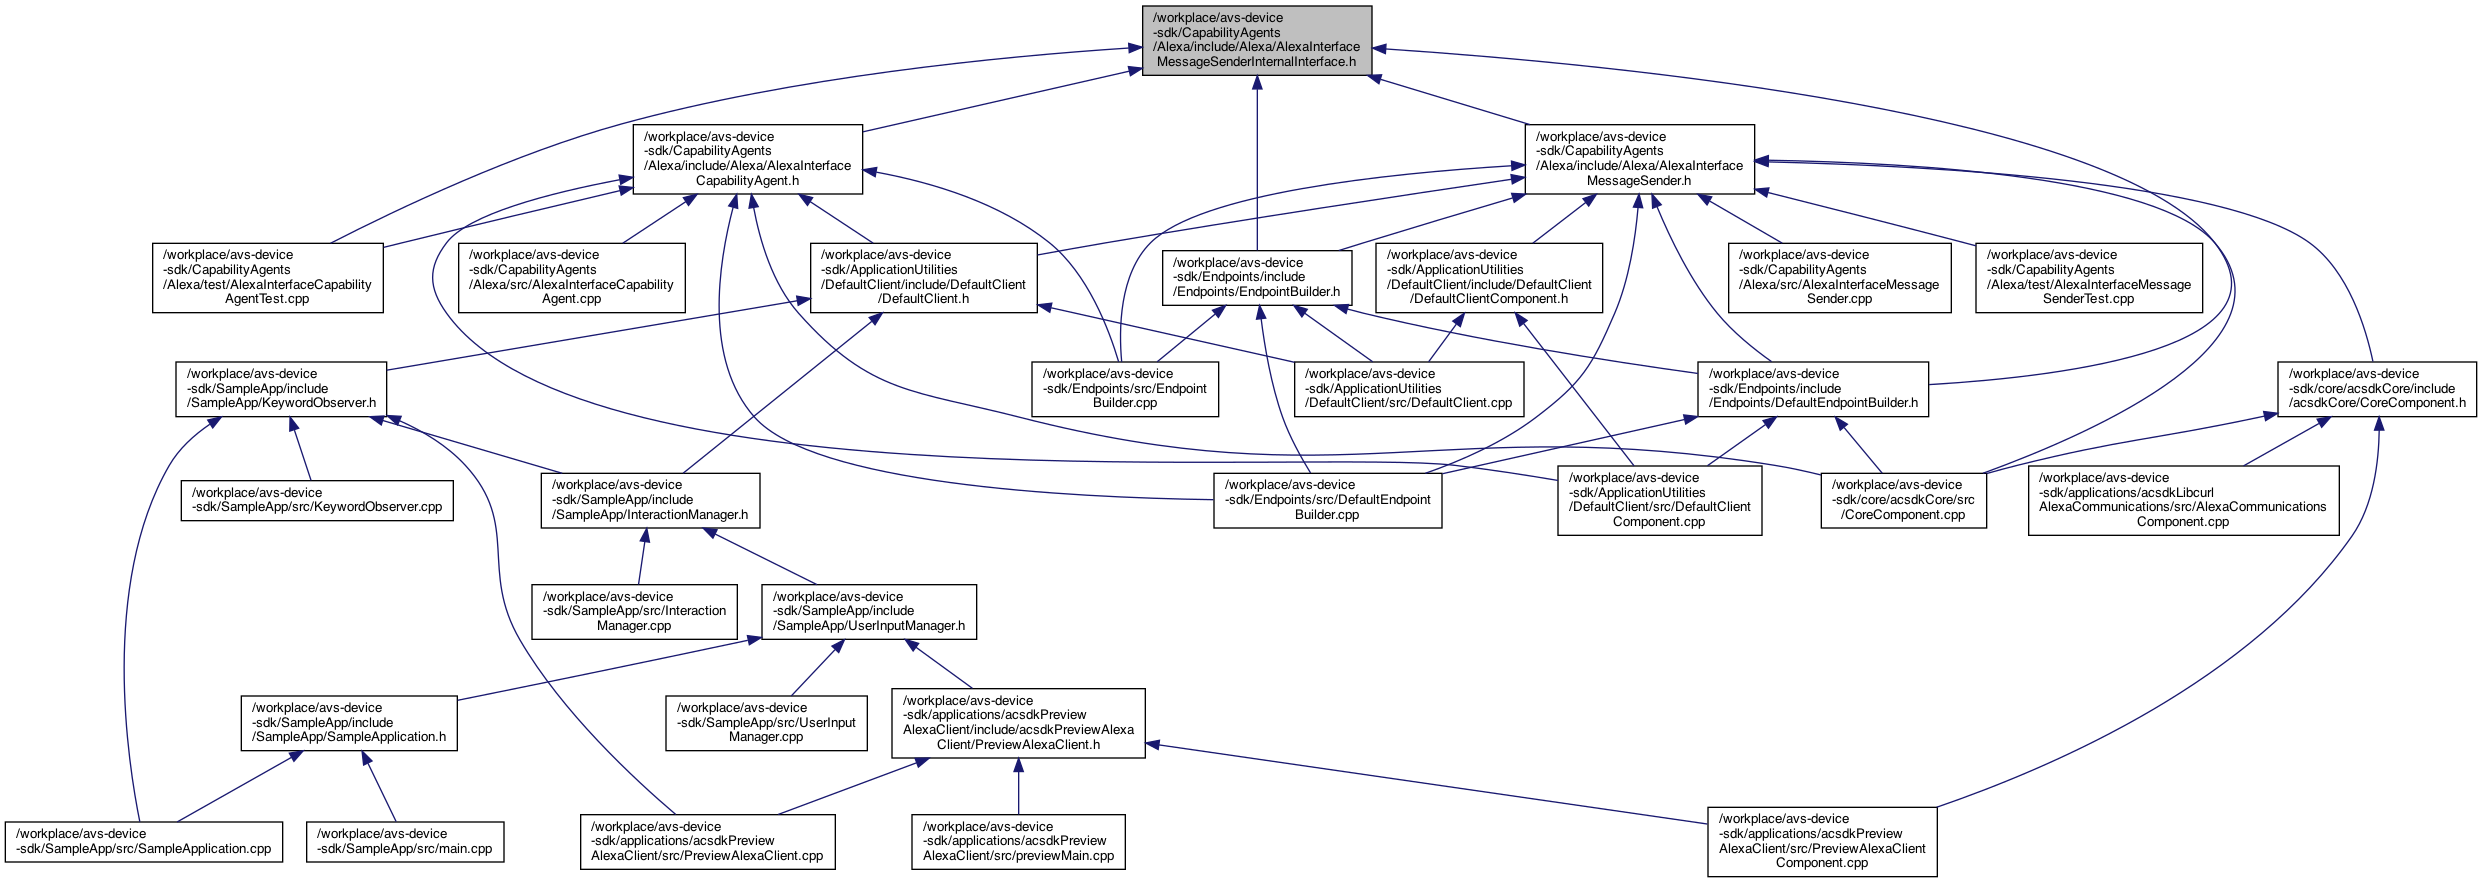 /workplace/avs-device
-sdk/CapabilityAgents
/Alexa/include/Alexa/AlexaInterface
MessageSenderInternalInterface.h
/workplace/avs-device
-sdk/CapabilityAgents
/Alexa/include/Alexa/AlexaInterface
CapabilityAgent.h
/workplace/avs-device
-sdk/CapabilityAgents
/Alexa/include/Alexa/AlexaInterface
MessageSender.h
/workplace/avs-device
-sdk/CapabilityAgents
/Alexa/test/AlexaInterfaceCapability
AgentTest.cpp
/workplace/avs-device
-sdk/CapabilityAgents
/Alexa/src/AlexaInterfaceCapability
Agent.cpp
/workplace/avs-device
-sdk/ApplicationUtilities
/DefaultClient/include/DefaultClient
/DefaultClient.h
/workplace/avs-device
-sdk/Endpoints/include
/Endpoints/EndpointBuilder.h
/workplace/avs-device
-sdk/ApplicationUtilities
/DefaultClient/include/DefaultClient
/DefaultClientComponent.h
/workplace/avs-device
-sdk/CapabilityAgents
/Alexa/src/AlexaInterfaceMessage
Sender.cpp
/workplace/avs-device
-sdk/CapabilityAgents
/Alexa/test/AlexaInterfaceMessage
SenderTest.cpp
/workplace/avs-device
-sdk/SampleApp/include
/SampleApp/KeywordObserver.h
/workplace/avs-device
-sdk/Endpoints/src/Endpoint
Builder.cpp
/workplace/avs-device
-sdk/ApplicationUtilities
/DefaultClient/src/DefaultClient.cpp
/workplace/avs-device
-sdk/Endpoints/include
/Endpoints/DefaultEndpointBuilder.h
/workplace/avs-device
-sdk/core/acsdkCore/include
/acsdkCore/CoreComponent.h
/workplace/avs-device
-sdk/SampleApp/src/KeywordObserver.cpp
/workplace/avs-device
-sdk/SampleApp/include
/SampleApp/InteractionManager.h
/workplace/avs-device
-sdk/Endpoints/src/DefaultEndpoint
Builder.cpp
/workplace/avs-device
-sdk/ApplicationUtilities
/DefaultClient/src/DefaultClient
Component.cpp
/workplace/avs-device
-sdk/core/acsdkCore/src
/CoreComponent.cpp
/workplace/avs-device
-sdk/applications/acsdkLibcurl
AlexaCommunications/src/AlexaCommunications
Component.cpp
/workplace/avs-device
-sdk/SampleApp/src/Interaction
Manager.cpp
/workplace/avs-device
-sdk/SampleApp/include
/SampleApp/UserInputManager.h
/workplace/avs-device
-sdk/SampleApp/include
/SampleApp/SampleApplication.h
/workplace/avs-device
-sdk/SampleApp/src/UserInput
Manager.cpp
/workplace/avs-device
-sdk/applications/acsdkPreview
AlexaClient/include/acsdkPreviewAlexa
Client/PreviewAlexaClient.h
/workplace/avs-device
-sdk/SampleApp/src/SampleApplication.cpp
/workplace/avs-device
-sdk/SampleApp/src/main.cpp
/workplace/avs-device
-sdk/applications/acsdkPreview
AlexaClient/src/PreviewAlexaClient.cpp
/workplace/avs-device
-sdk/applications/acsdkPreview
AlexaClient/src/previewMain.cpp
/workplace/avs-device
-sdk/applications/acsdkPreview
AlexaClient/src/PreviewAlexaClient
Component.cpp